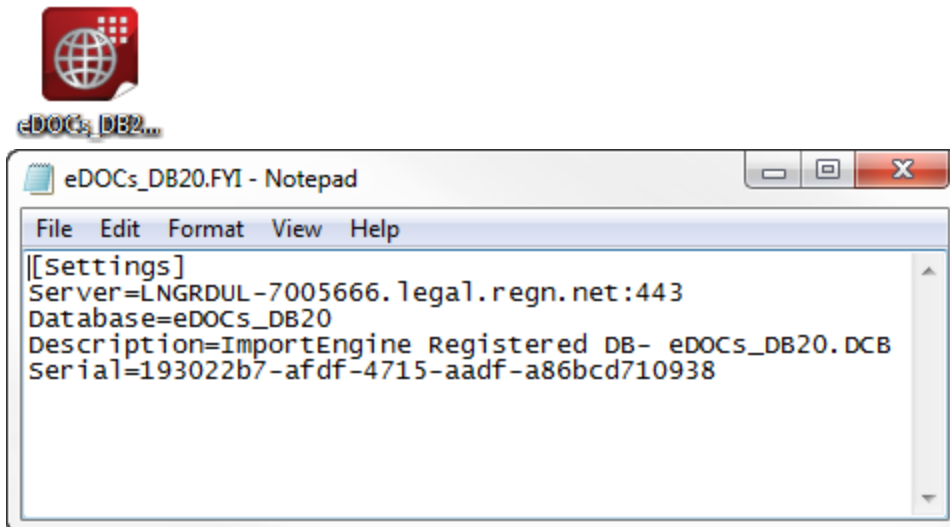 eDOCs_DB2...
eDOCs_DB20.FYI - Notepad
File Edit Format View Help
[Settings]
Server=LNGRDUL-7005666.legal.regn.net:443
Database=eDOCs_DB20
Description=ImportEngine Registered DB- eDOCs_DB20.DCB
Serial=193022b7-afdf-4715-aadf-a86bcd710938